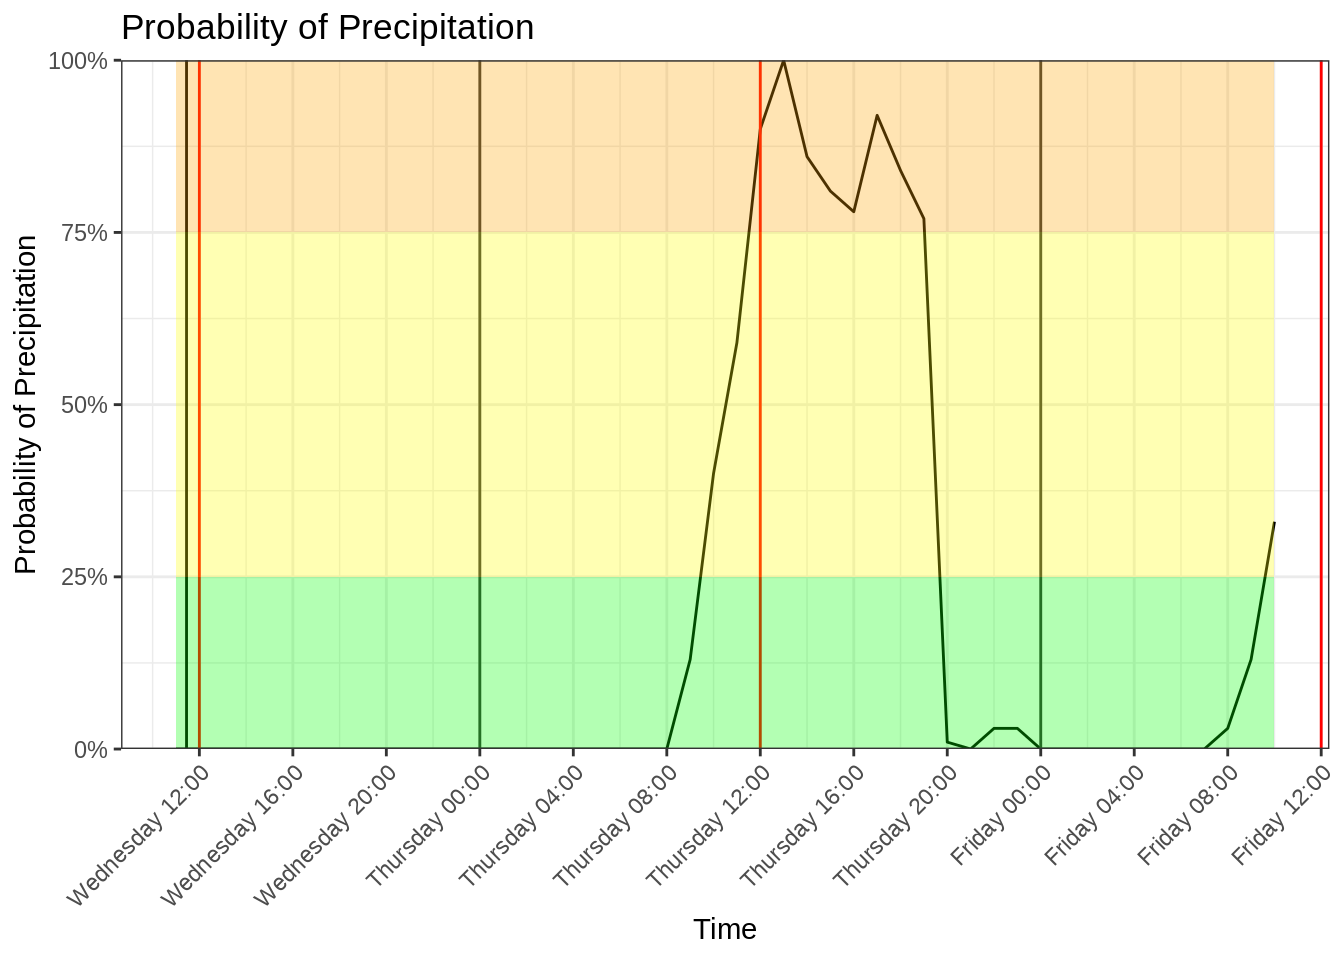 Probability of Precipitation
100%
75%
50%
25%
0%
Probability of Precipitation
Wednesday 12:00
Wednesday 16:00
Wednesday 20:00
Thursday 00:00
Thursday 04:00
Thursday 08:00
Thursday 12:00
Thursday 16:00
Thursday 20:00
Friday 00:00
Friday 04:00
Friday 08:00
Friday 12:00
Time